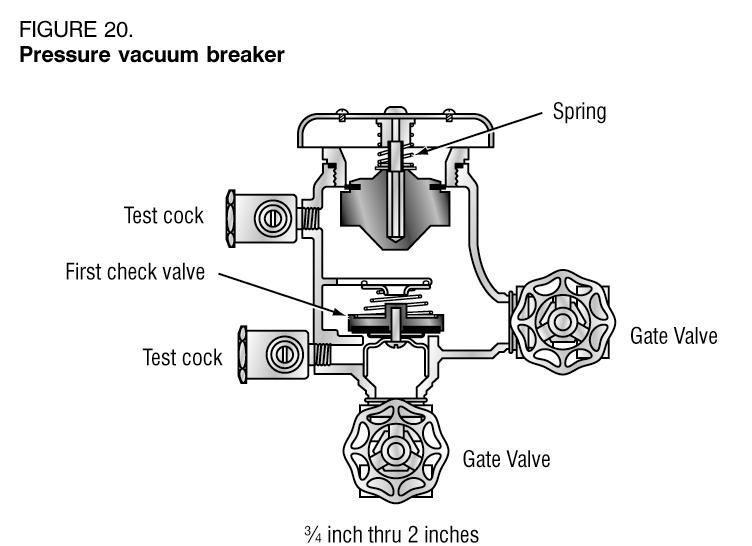 FIGURE 20.
Pressure vacuum breaker
Spring
Test cock
First check valve
Test cock
Gate Valve
Gate Valve
¾ inch thru 2 inches